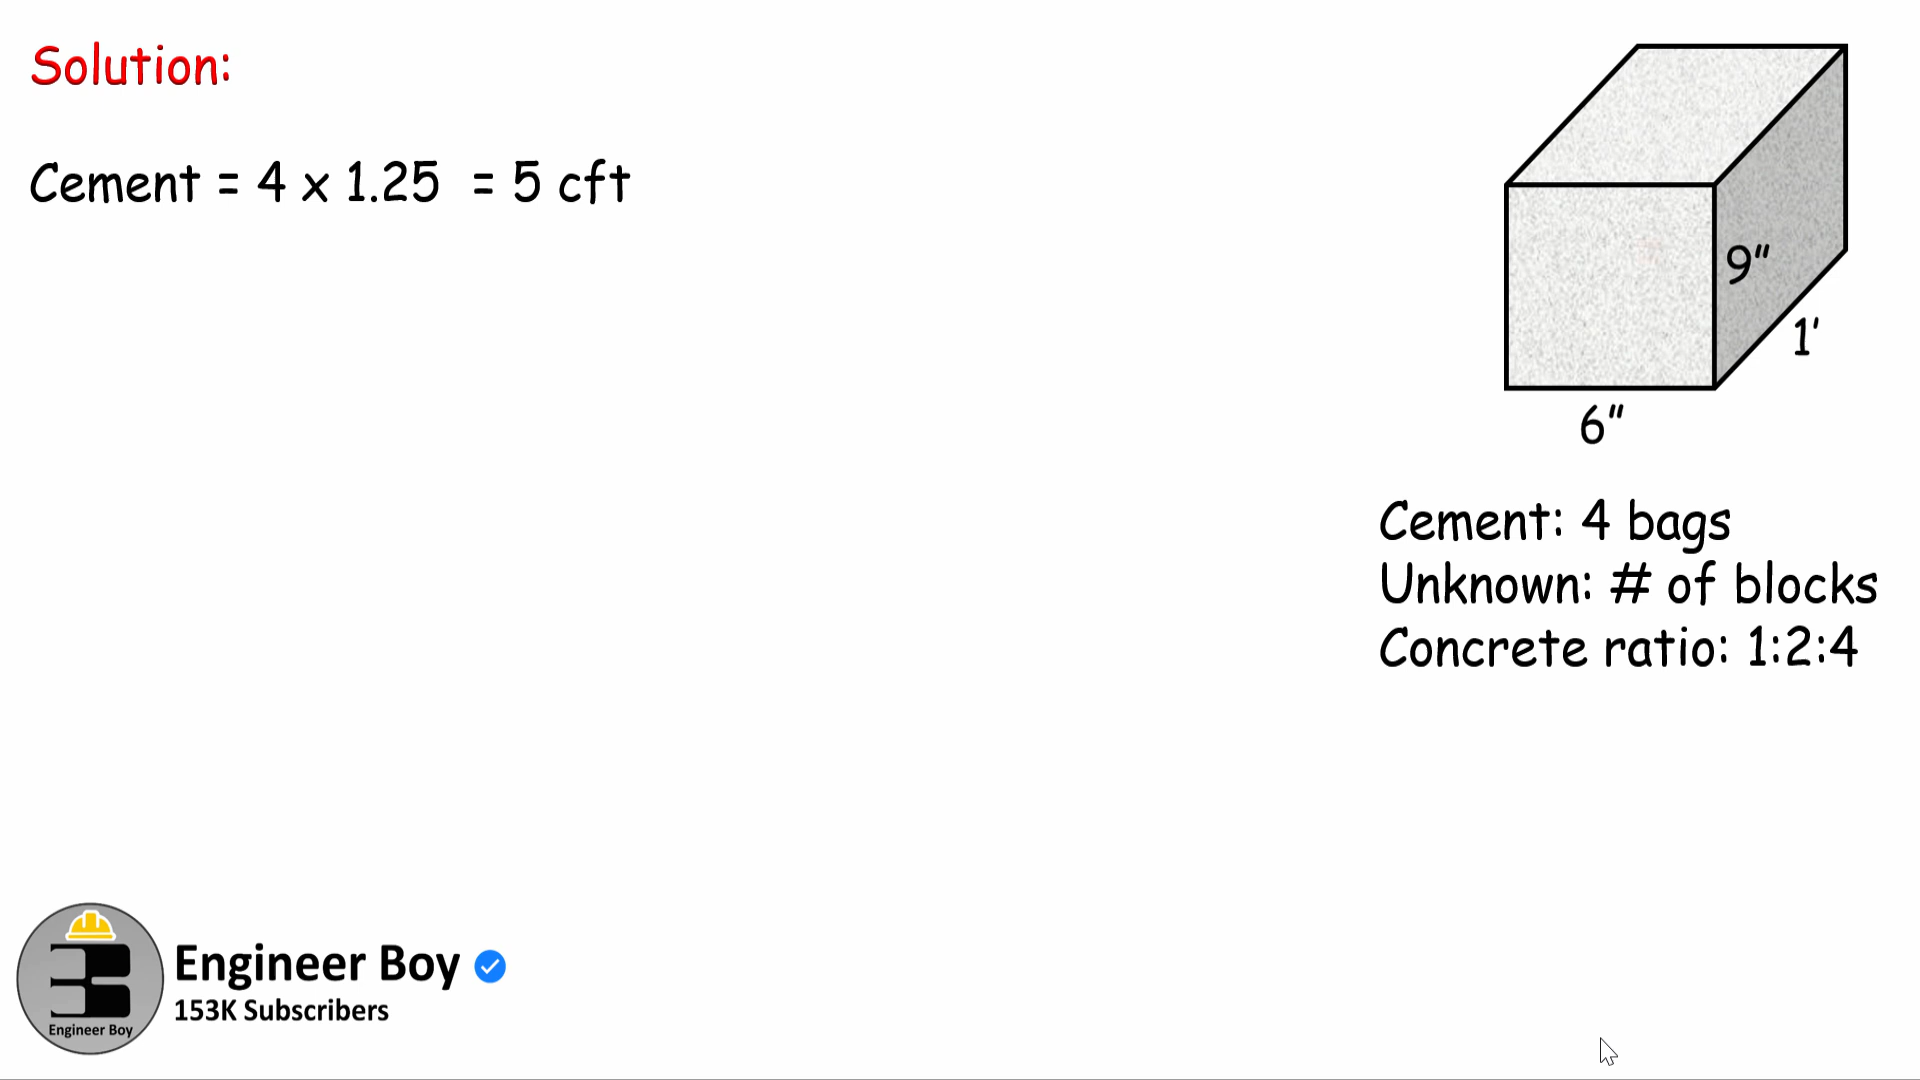 Solution:
Cement = 4 x 1.25 = 5 cft
9"
1'
6"
Cement: 4 bags
Unknown: # of blocks
Concrete ratio: 1:2:4
Engineer Boy
Engineer Boy
153K Subscribers